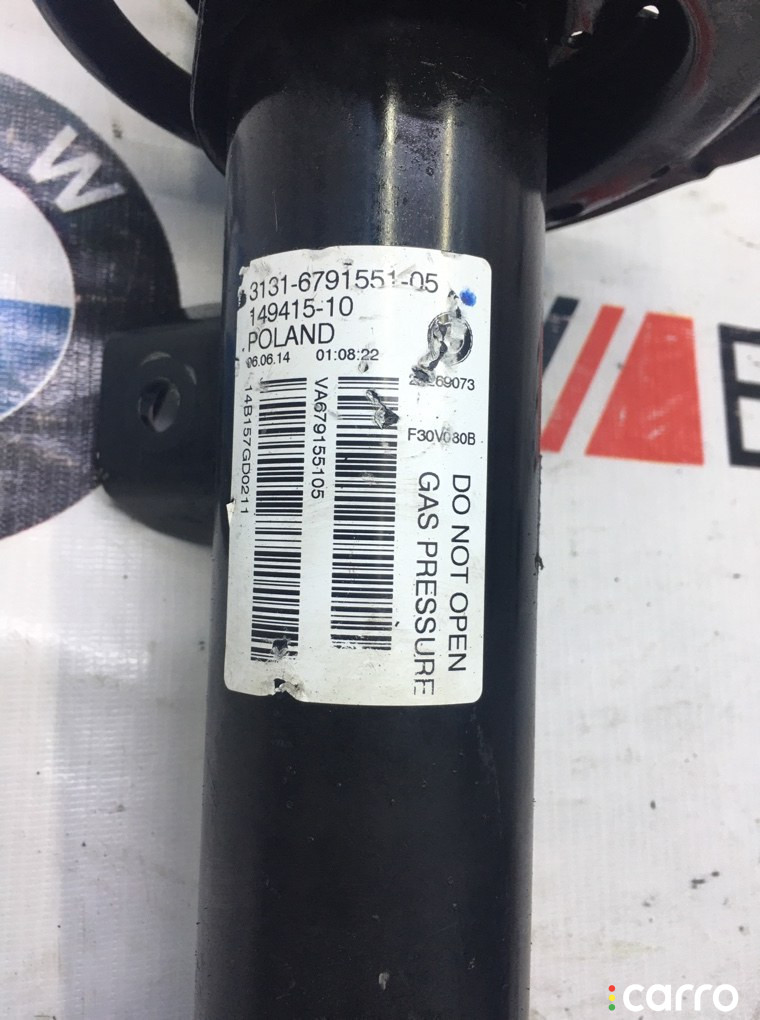 W
3131-6791551-05
149415-10
POLAND
06.06.14 01:08:22
F30V080B
14B157GD0211
VA679155105
DO NOT OPEN
GAS PRESSURE
carro